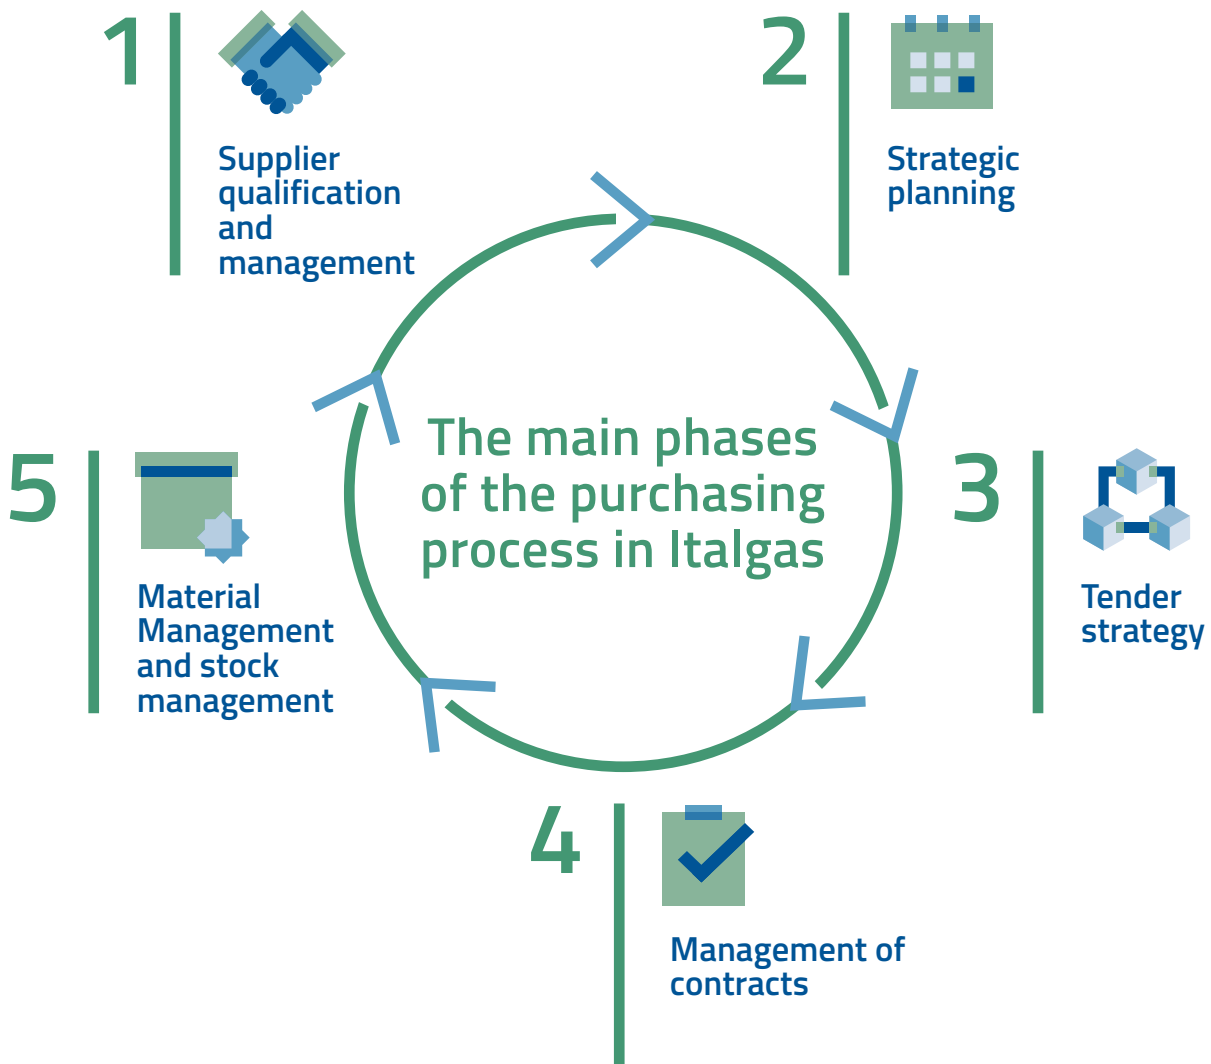 1
Supplier
qualification
and
management
2
Strategic
planning
The main phases
of the purchasing
process in Italgas
3
Tender
strategy
4
Management of
contracts
5
Material
Management
and stock
management